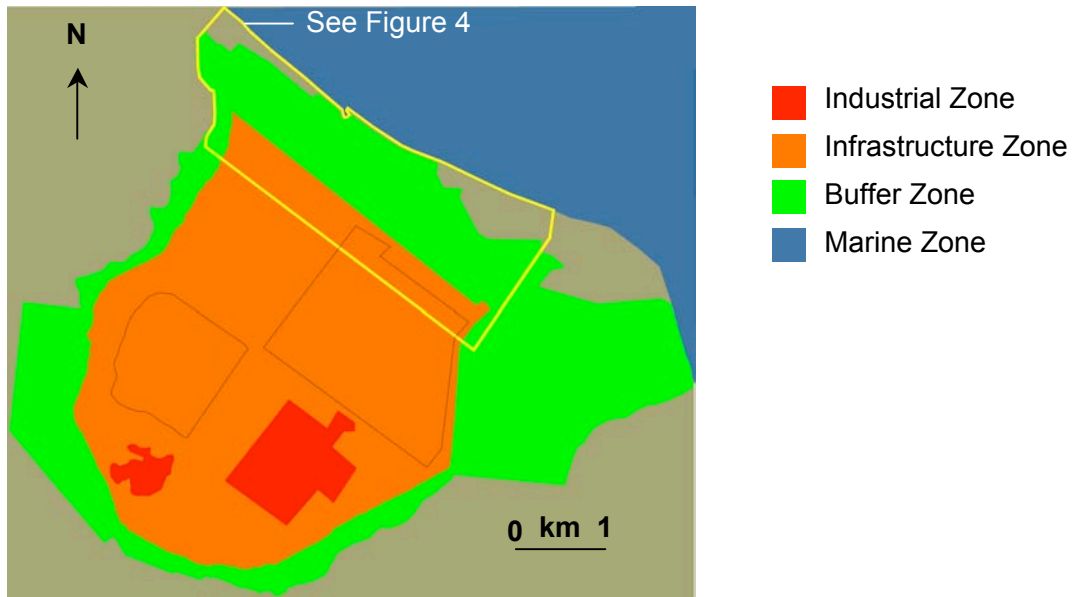 See Figure 4
N
Industrial Zone
Infrastructure Zone
Buffer Zone
Marine Zone
0 km 1